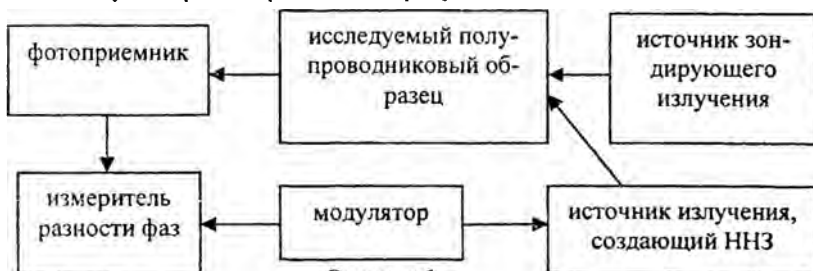 фотоприемник
исследуемый полу-
проводниковый об-
разец
источник зон-
дирующего
излучения
измеритель
разности фаз
модулятор
источник излучения,
создающий ННЗ